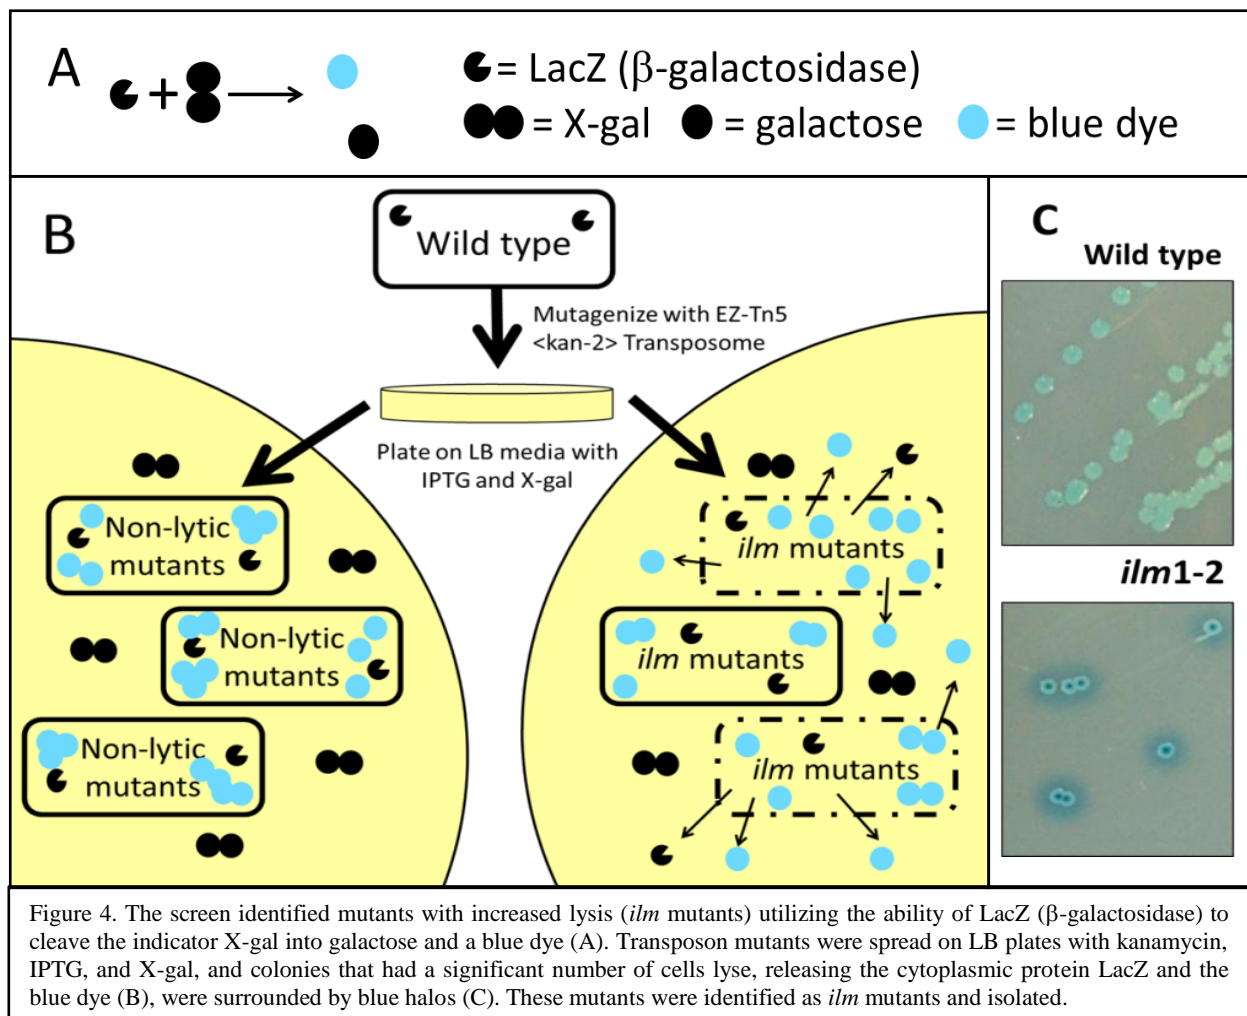 A
+
= LacZ (β-galactosidase)
= X-gal = galactose = blue dye
B
Wild type
Mutagenize with EZ-Tn5
<kan-2> Transposome
Plate on LB media with
IPTG and X-gal
Non-lytic
mutants
Non-lytic
mutants
Non-lytic
mutants
ilm mutants
ilm mutants
ilm mutants
C
Wild type
ilm1-2
Figure 4. The screen identified mutants with increased lysis (ilm mutants) utilizing the ability of LacZ (β-galactosidase) to
cleave the indicator X-gal into galactose and a blue dye (A). Transposon mutants were spread on LB plates with kanamycin,
IPTG, and X-gal, and colonies that had a significant number of cells lyse, releasing the cytoplasmic protein LacZ and the
blue dye (B), were surrounded by blue halos (C). These mutants were identified as ilm mutants and isolated.